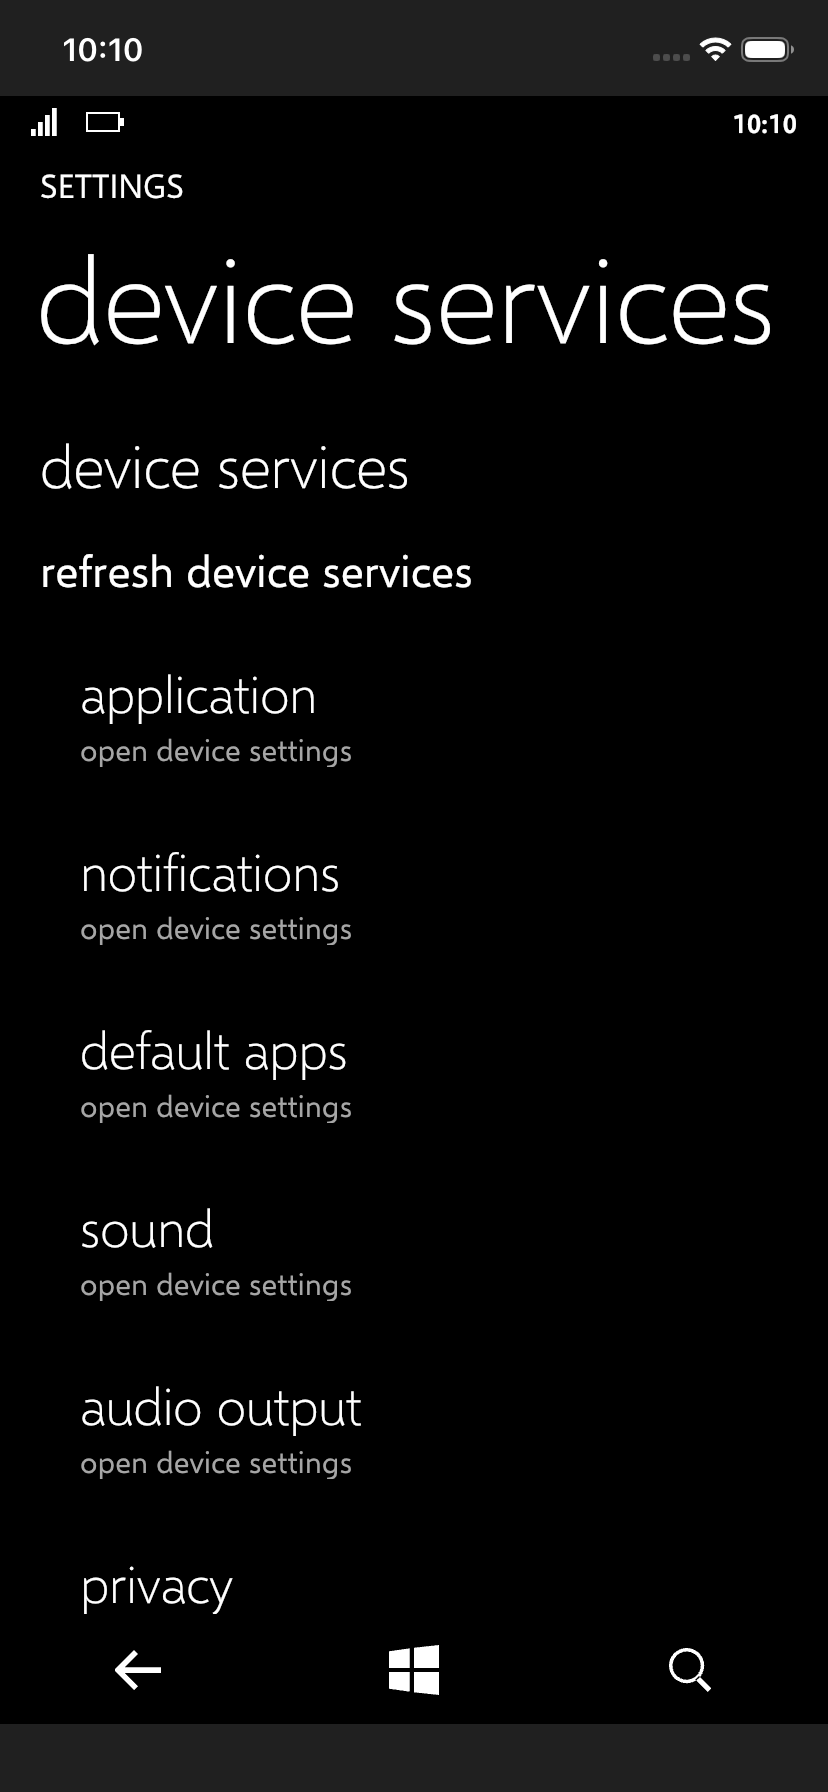 10:10
10:10
SETTINGS
device services
device services
refresh device services
application
open device settings
notifications
open device settings
default apps
open device settings
sound
open device settings
audio output
open device settings
privacy